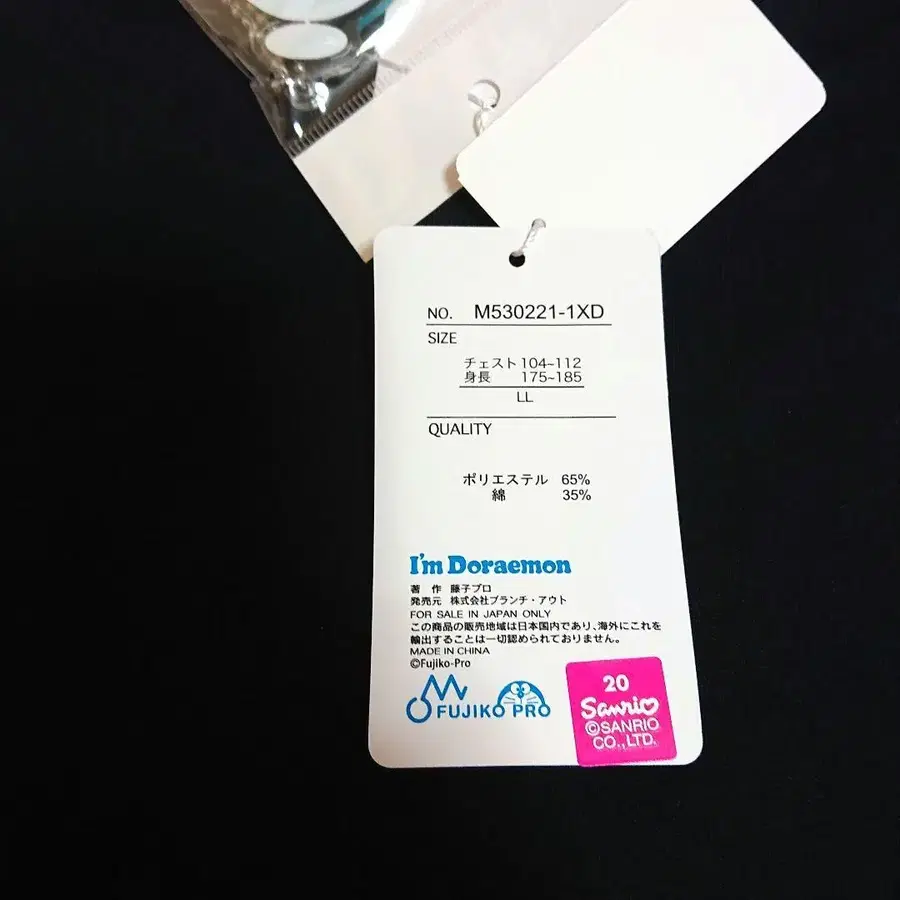 NO. M530221-1XD
SIZE
チェスト 104~112
身長 175~185
LL
QUALITY
ポリエステル 65%
綿 35%
I'm Doraemon
著 作 藤子プロ
発売元 株式会社ブランチ・アウト
FOR SALE IN JAPAN ONLY
この商品の販売地域は日本国内であり、海外にこれを
輸出することは一切認められておりません。
MADE IN CHINA
©Fujiko-Pro
FUJIKO PRO
20
Sanrio
©SANRIO
CO.,LTD.